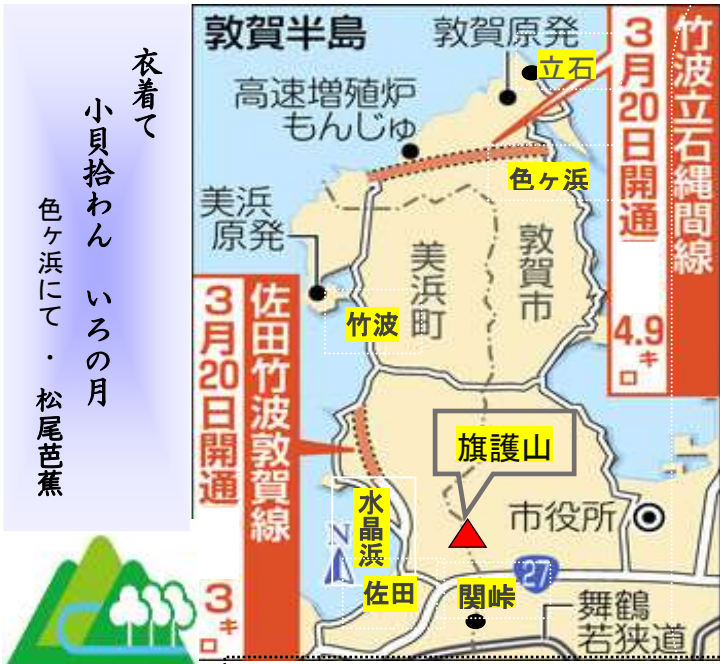 衣着て
小貝拾わん いろの月
色ヶ浜にて ・ 松尾芭蕉
敦賀半島
敦賀原発
立石
高速増殖炉
もんじゅ
竹波立石縄間線
3月20日開通
4.9キロ
色ヶ浜
美浜
原発
美浜町
敦賀市
竹波
佐田竹波敦賀線
3月20日開通
3キロ
旗護山
水晶浜
N
市役所
佐田
関峠
27
舞鶴
若狭道